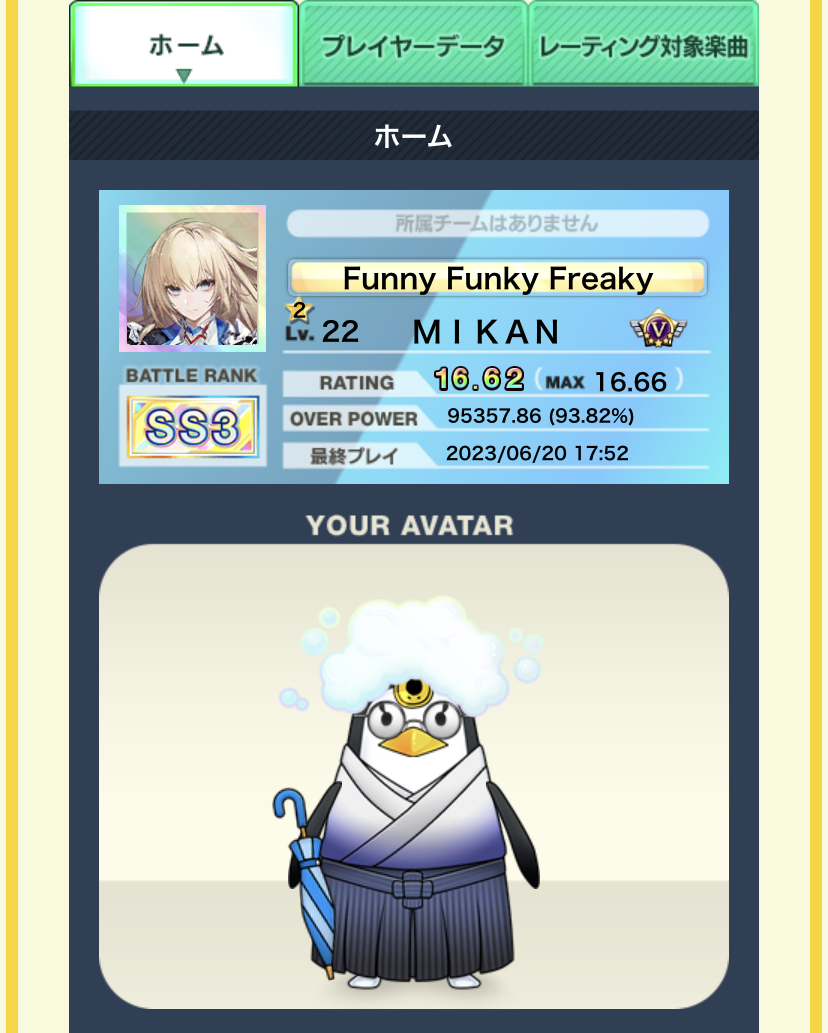 ホーム
プレイヤーデータ
レーティング対象楽曲
ホーム
所属チームはありません
Funny Funky Freaky
2
Lv. 22 ＭＩＫＡＮ V
BATTLE RANK
SS3
RATING 16.62 (MAX 16.66)
OVER POWER 95357.86 (93.82%)
最終プレイ 2023/06/20 17:52
YOUR AVATAR